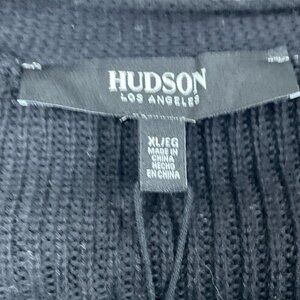 HUDSON
LOS ANGELES
XL/EG
MADE IN
CHINA
HECHO
EN CHINA